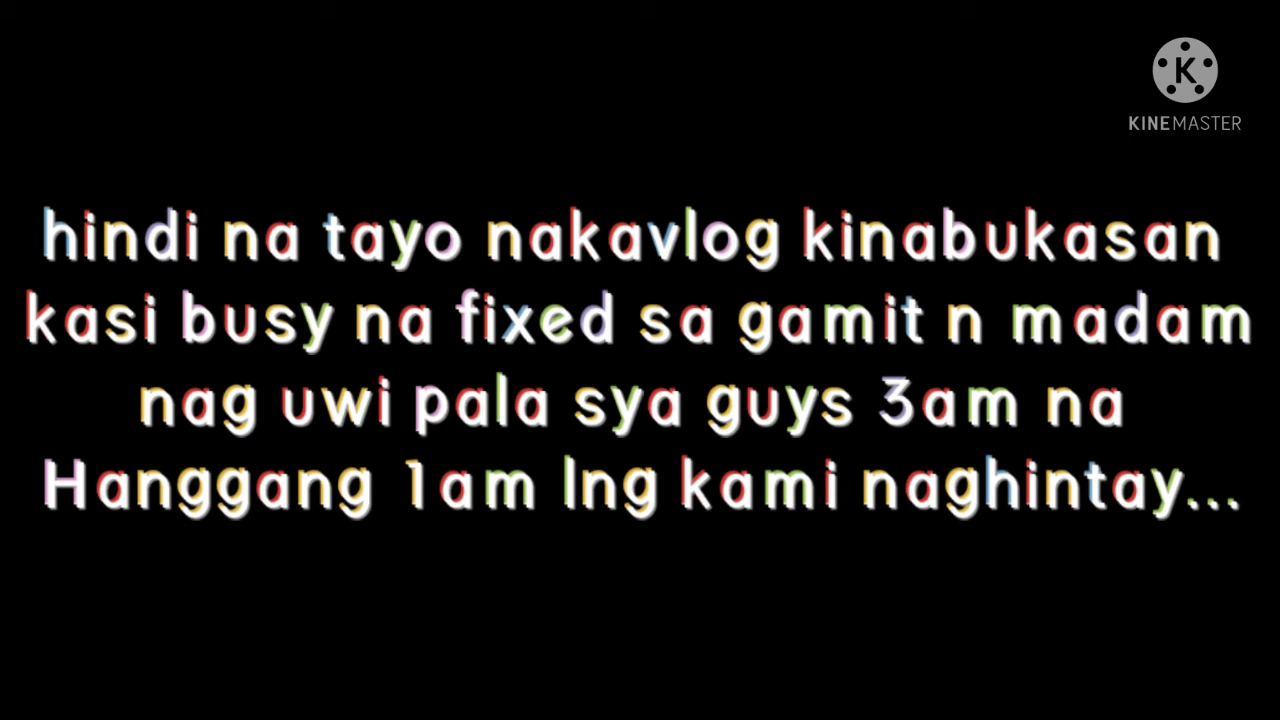 KINEMASTER
hindi na tayo nakavlog kinabukasan
kasi busy na fixed sa gamit n madam
nag uwi pala sya guys 3am na
Hanggang 1am lng kami naghintay...